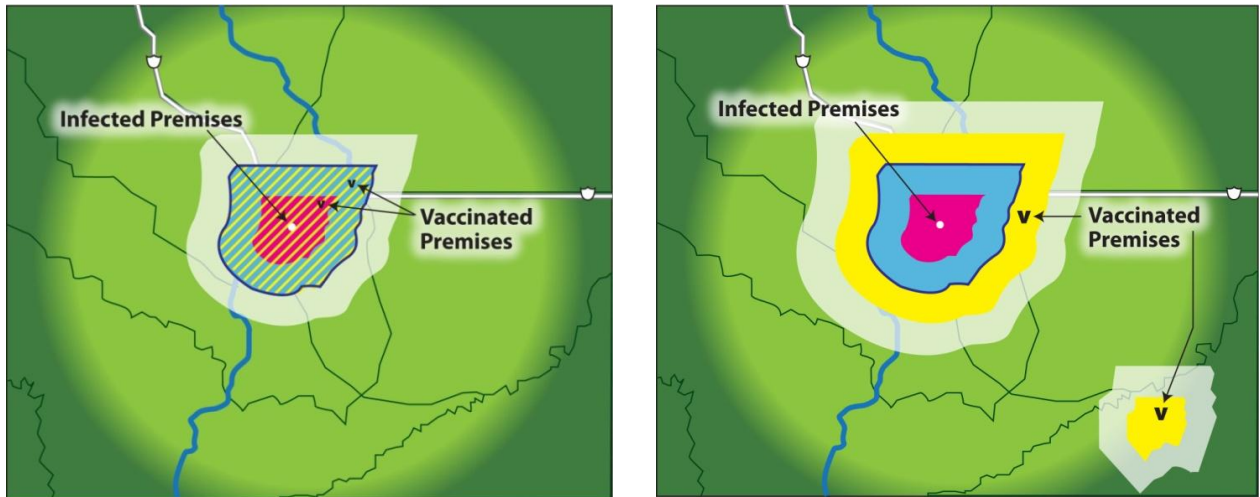 Infected Premises
v
v
Vaccinated
Premises
Infected Premises
v
Vaccinated
Premises
v